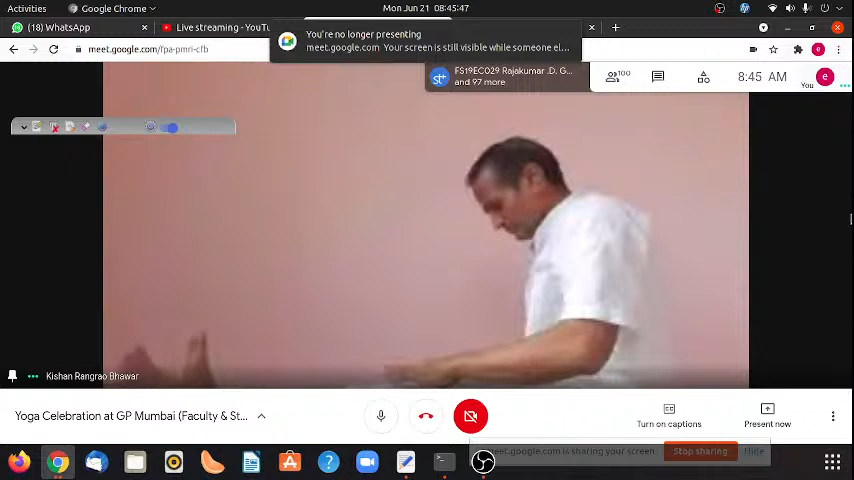 Activities
Google Chrome
Mon Jun 21 08:45:47
(18) WhatsApp
Live streaming - YouTu
You're no longer presenting
meet.google.com Your screen is still visible while someone el...
meet.google.com/fpa-pmri-cfb
FS19EC029 Rajakumar .D. G...
and 97 more
100
8:45 AM
e
You
e
Kishan Rangrao Bhawar
Yoga Celebration at GP Mumbai (Faculty & St...
Turn on captions
Present now
meet.google.com is sharing your screen.
Stop sharing
Hide